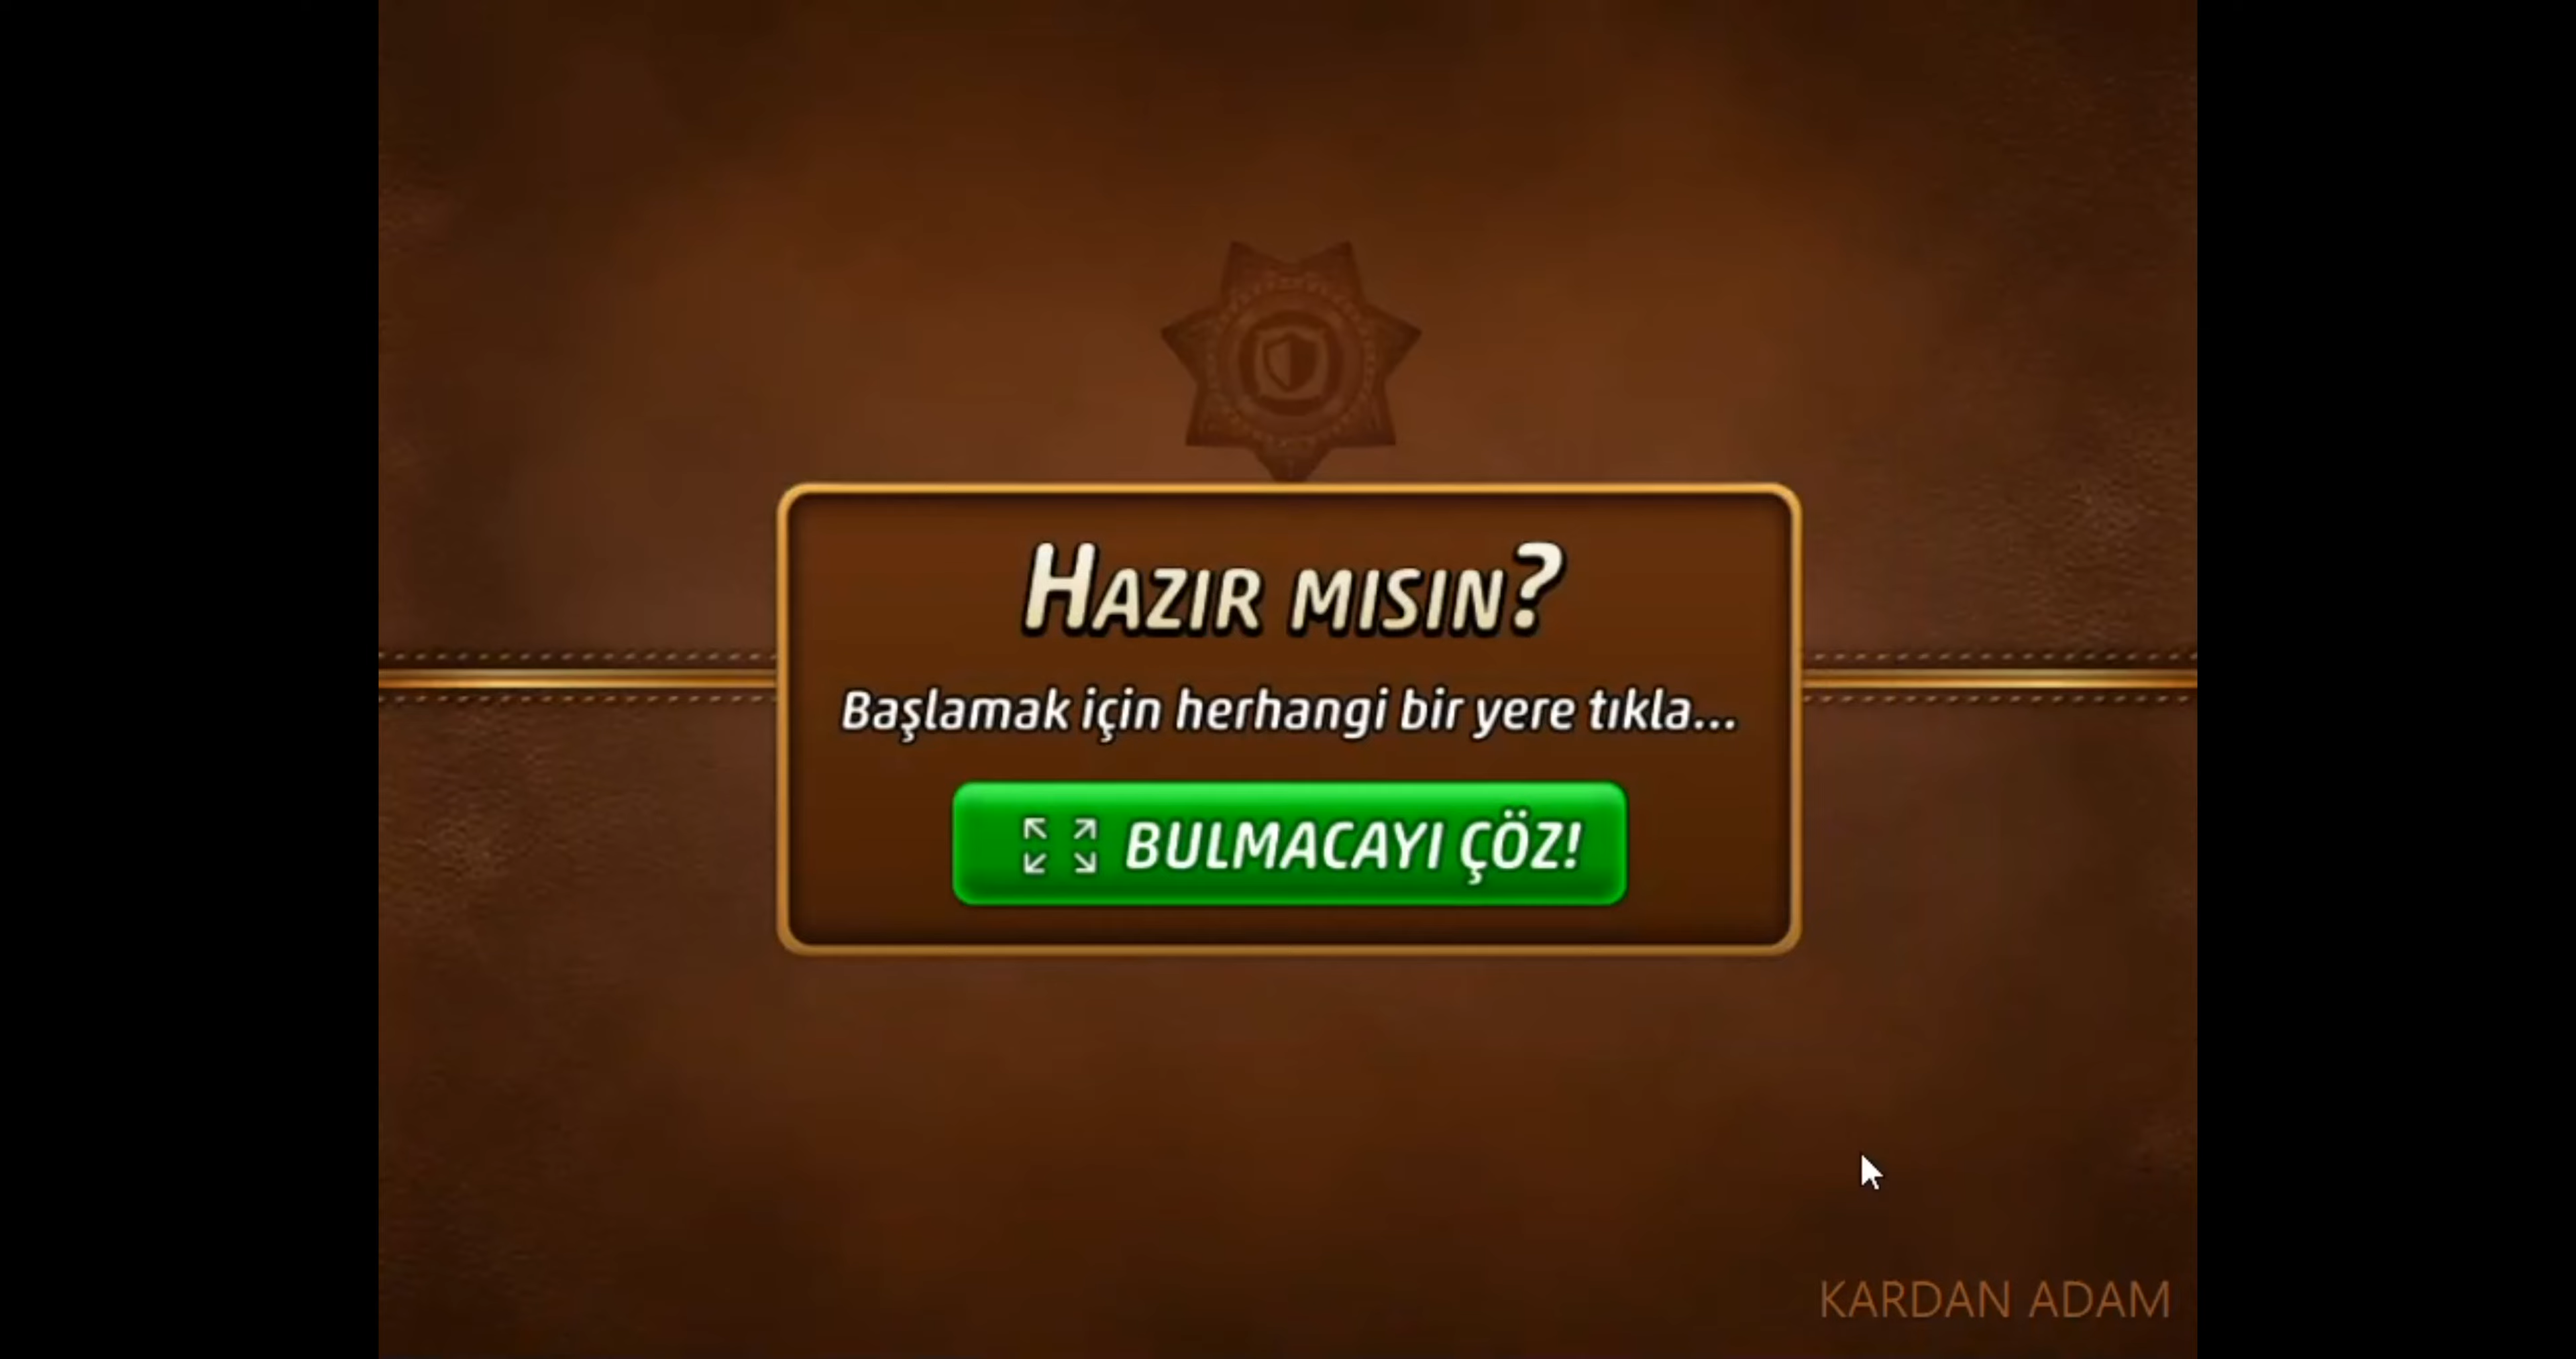 HAZIR MISIN?
Başlamak için herhangi bir yere tıkla...
BULMACAYI ÇÖZ!
KARDAN ADAM